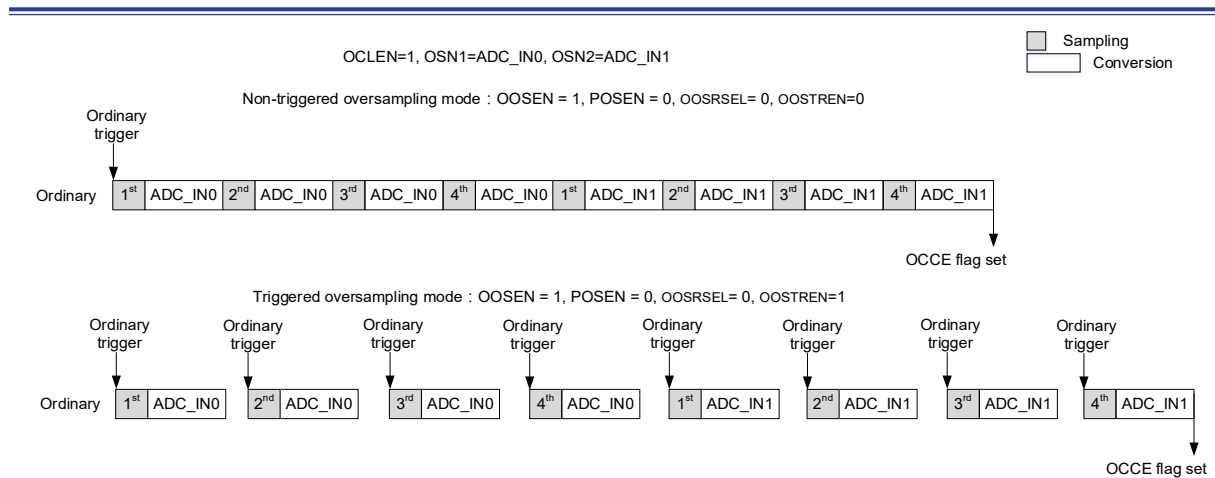 OCLEN=1, OSN1=ADC_IN0, OSN2=ADC_IN1
Sampling
Conversion
Non-triggered oversampling mode : OOSEN = 1, POSEN = 0, OOSRSEL= 0, OOSTREN=0
Ordinary
trigger
Ordinary 1st ADC_IN0 2nd ADC_IN0 3rd ADC_IN0 4th ADC_IN0 1st ADC_IN1 2nd ADC_IN1 3rd ADC_IN1 4th ADC_IN1
OCCE flag set
Triggered oversampling mode : OOSEN = 1, POSEN = 0, OOSRSEL= 0, OOSTREN=1
Ordinary Ordinary Ordinary Ordinary Ordinary Ordinary Ordinary Ordinary
trigger trigger trigger trigger trigger trigger trigger trigger
Ordinary 1st ADC_IN0 2nd ADC_IN0 3rd ADC_IN0 4th ADC_IN0 1st ADC_IN1 2nd ADC_IN1 3rd ADC_IN1 4th ADC_IN1
OCCE flag set